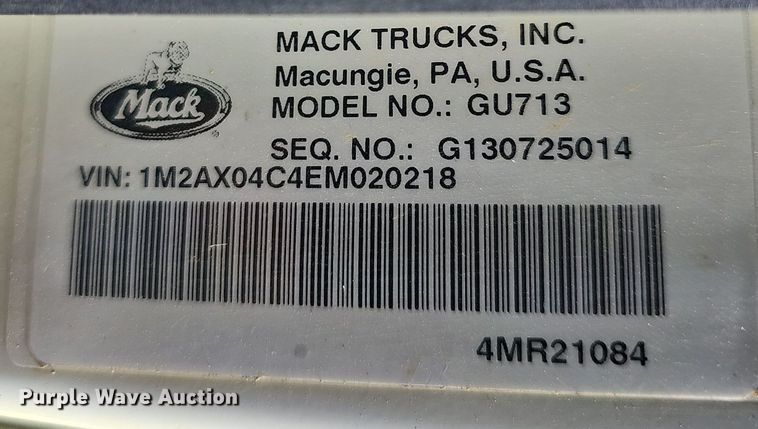 MACK TRUCKS, INC.
Macungie, PA, U.S.A.
MODEL NO.: GU713
Mack
®
SEQ. NO.: G130725014
VIN: 1M2AX04C4EM020218
4MR21084
Purple Wave Auction